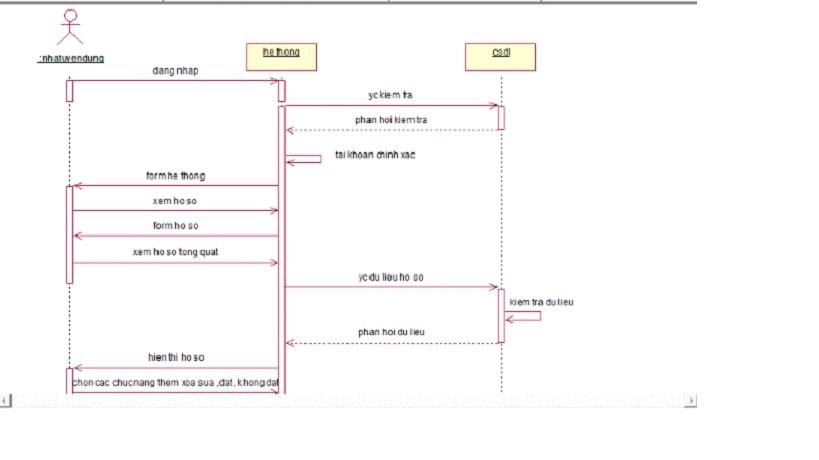 :nhatuyendung
he thong
csdl
dang nhap
yc kiem tra
phan hoi kiem tra
tai khoan chinh xac
form he thong
xem ho so
form ho so
xem ho so tong quat
yc du lieu ho so
kiem tra du lieu
phan hoi du lieu
hien thi ho so
chon cac chuc nang them xoa sua ,dat, khong dat